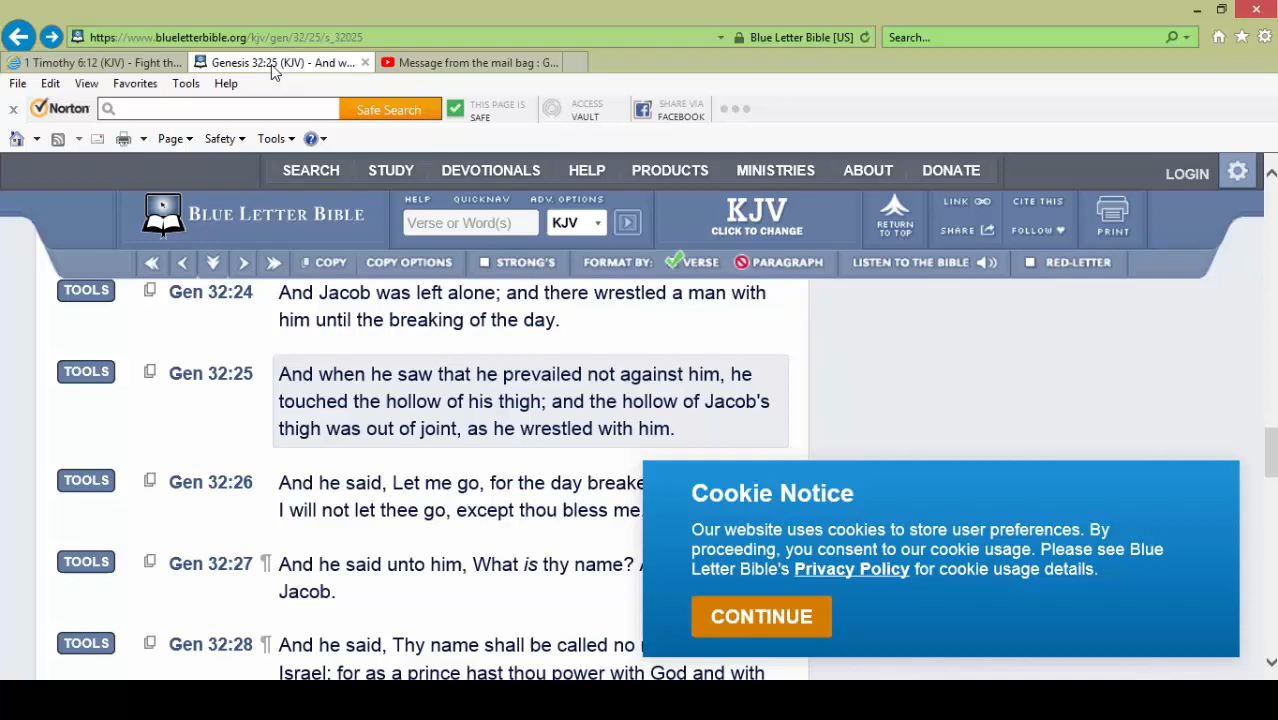 https://www.blueletterbible.org/kjv/gen/32/25/s_32025
Blue Letter Bible [US]
Search...
1 Timothy 6:12 (KJV) - Fight th...
Genesis 32:25 (KJV) - And w...
Message from the mail bag : G...
File Edit View Favorites Tools Help
x Norton Safe Search
THIS PAGE IS
SAFE
ACCESS
VAULT
SHARE VIA
FACEBOOK
Page Safety Tools
SEARCH STUDY DEVOTIONALS HELP PRODUCTS MINISTRIES ABOUT DONATE LOGIN
BLUE LETTER BIBLE
HELP QUICKNAV ADV. OPTIONS
Verse or Word(s) KJV
KJV
CLICK TO CHANGE
RETURN
TO TOP
LINK CITE THIS
SHARE FOLLOW
PRINT
COPY COPY OPTIONS STRONG'S FORMAT BY: VERSE PARAGRAPH LISTEN TO THE BIBLE RED-LETTER
TOOLS Gen 32:24 And Jacob was left alone; and there wrestled a man with
him until the breaking of the day.
TOOLS Gen 32:25 And when he saw that he prevailed not against him, he
touched the hollow of his thigh; and the hollow of Jacob's
thigh was out of joint, as he wrestled with him.
TOOLS Gen 32:26 And he said, Let me go, for the day breake
I will not let thee go, except thou bless me.
TOOLS Gen 32:27 ¶ And he said unto him, What is thy name?
Jacob.
TOOLS Gen 32:28 ¶ And he said, Thy name shall be called no
Israel: for as a prince hast thou power with God and with
Cookie Notice
Our website uses cookies to store user preferences. By
proceeding, you consent to our cookie usage. Please see Blue
Letter Bible's Privacy Policy for cookie usage details.
CONTINUE